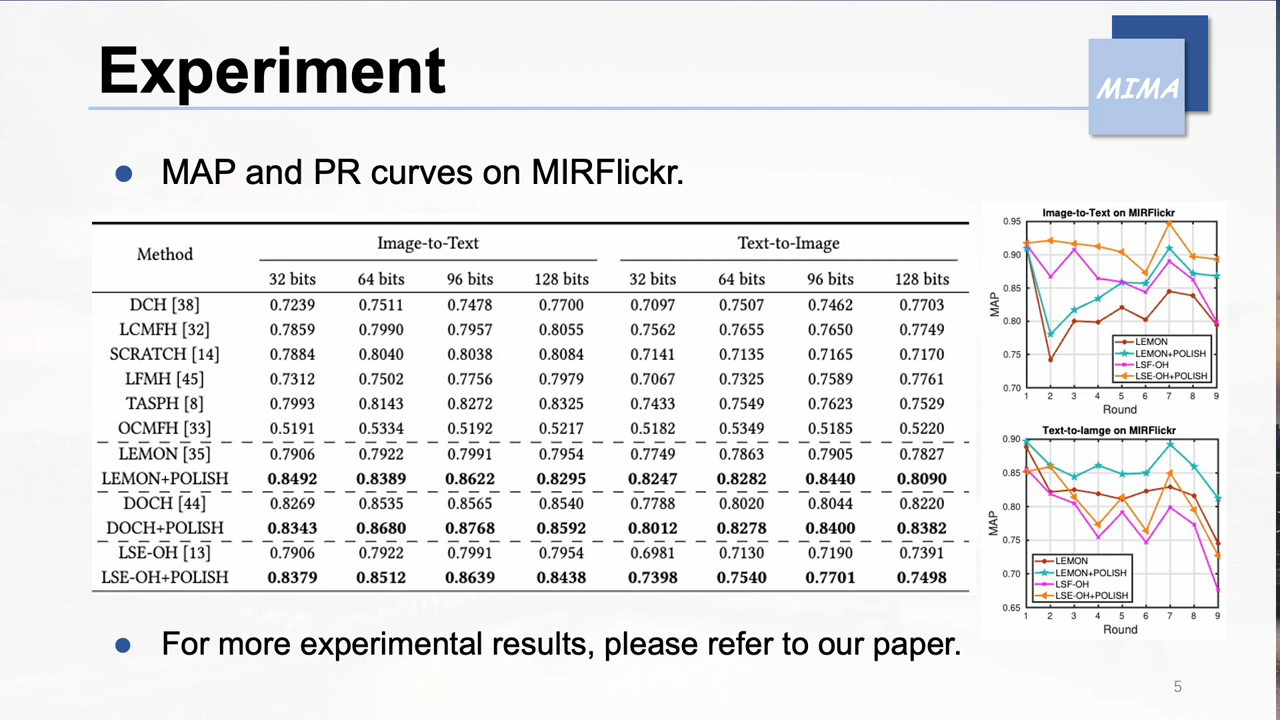 Experiment
MIMA
● MAP and PR curves on MIRFlickr.
Method Image-to-Text Text-to-Image
32 bits 64 bits 96 bits 128 bits 32 bits 64 bits 96 bits 128 bits
DCH [38] 0.7239 0.7511 0.7478 0.7700 0.7097 0.7507 0.7462 0.7703
LCMFH [32] 0.7859 0.7990 0.7957 0.8055 0.7562 0.7655 0.7650 0.7749
SCRATCH [14] 0.7884 0.8040 0.8038 0.8084 0.7141 0.7135 0.7165 0.7170
LFMH [45] 0.7312 0.7502 0.7756 0.7979 0.7067 0.7325 0.7589 0.7761
TASPH [8] 0.7993 0.8143 0.8272 0.8325 0.7433 0.7549 0.7623 0.7529
OCMFH [33] 0.5191 0.5334 0.5192 0.5217 0.5182 0.5349 0.5185 0.5220
LEMON [35] 0.7906 0.7922 0.7991 0.7954 0.7749 0.7863 0.7905 0.7827
LEMON+POLISH 0.8492 0.8389 0.8622 0.8295 0.8247 0.8282 0.8440 0.8090
DOCH [44] 0.8269 0.8535 0.8565 0.8540 0.7788 0.8020 0.8044 0.8220
DOCH+POLISH 0.8343 0.8680 0.8768 0.8592 0.8012 0.8278 0.8400 0.8382
LSE-OH [13] 0.7906 0.7922 0.7991 0.7954 0.6981 0.7130 0.7190 0.7391
LSE-OH+POLISH 0.8379 0.8512 0.8639 0.8438 0.7398 0.7540 0.7701 0.7498
Image-to-Text on MIRFlickr
0.95
0.90
0.85
0.80
0.75
0.70
MAP
LEMON
LEMON+POLISH
LSF-OH
LSE-OH+POLISH
1 2 3 4 5 6 7 8 9
Round
Text-to-Iamge on MIRFlickr
0.90
0.85
0.80
0.75
0.70
0.65
MAP
LEMON
LEMON+POLISH
LSF-OH
LSE-OH+POLISH
1 2 3 4 5 6 7 8 9
Round
● For more experimental results, please refer to our paper.
5